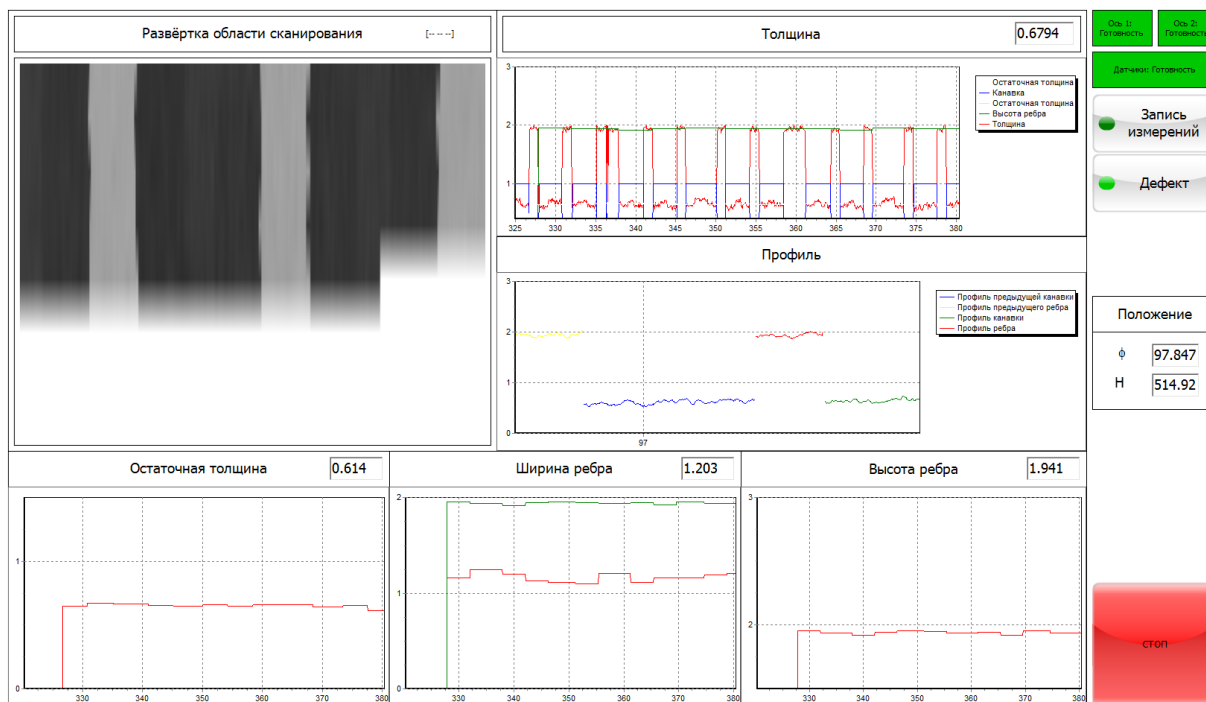 Развёртка области сканирования [-- -- --]
Толщина 0.6794
3
2
1
325 330 335 340 345 350 355 360 365 370 375 380
Остаточная толщина
Канавка
Остаточная толщина
Высота ребра
Толщина
Профиль
3
2
1
0
97
Профиль предыдущей канавки
Профиль предыдущего ребра
Профиль канавки
Профиль ребра
Остаточная толщина 0.614
1
0
330 340 350 360 370 380
Ширина ребра 1.203
2
1
0
330 340 350 360 370 380
Высота ребра 1.941
3
2
330 340 350 360 370 380
Ось 1:
Готовность
Ось 2:
Готовность
Датчики: Готовность
Запись
измерений
Дефект
Положение
ϕ 97.847
H 514.92
СТОП